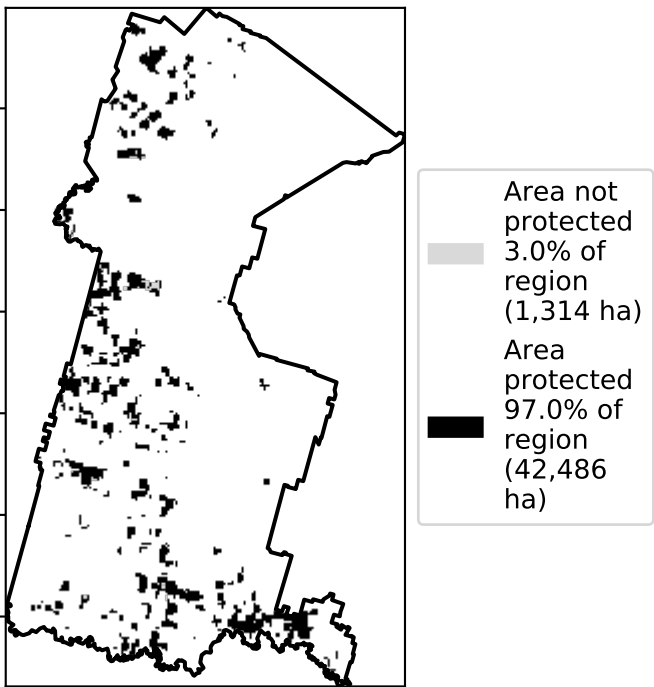 Area not
protected
3.0% of
region
(1,314 ha)
Area
protected
97.0% of
region
(42,486
ha)